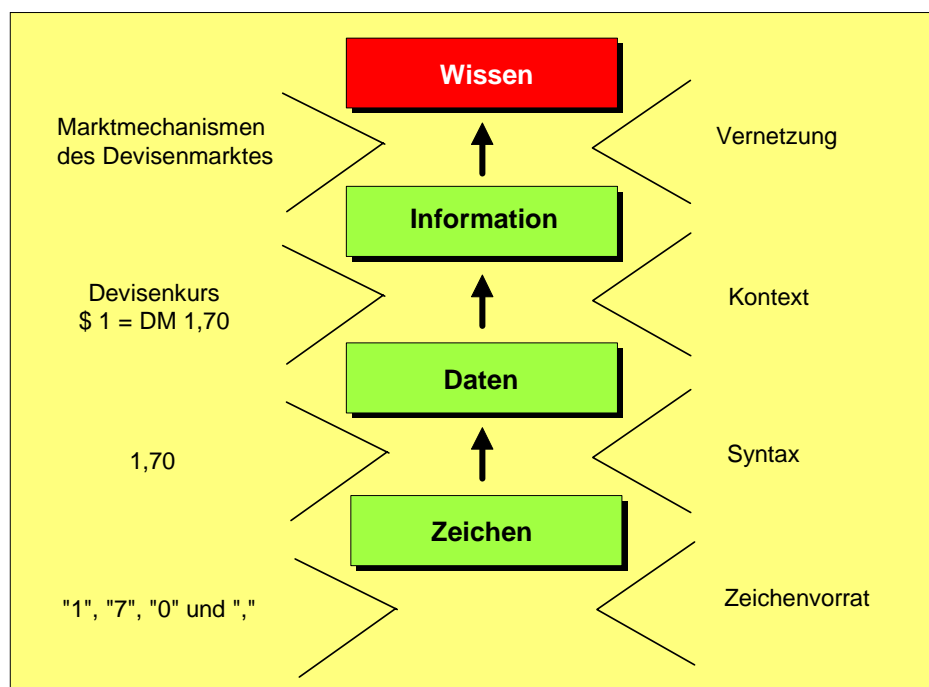 Wissen
Marktmechanismen
des Devisenmarktes
Vernetzung
Information
Devisenkurs
$ 1 = DM 1,70
Kontext
Daten
1,70
Syntax
Zeichen
"1", "7", "0" und ","
Zeichenvorrat